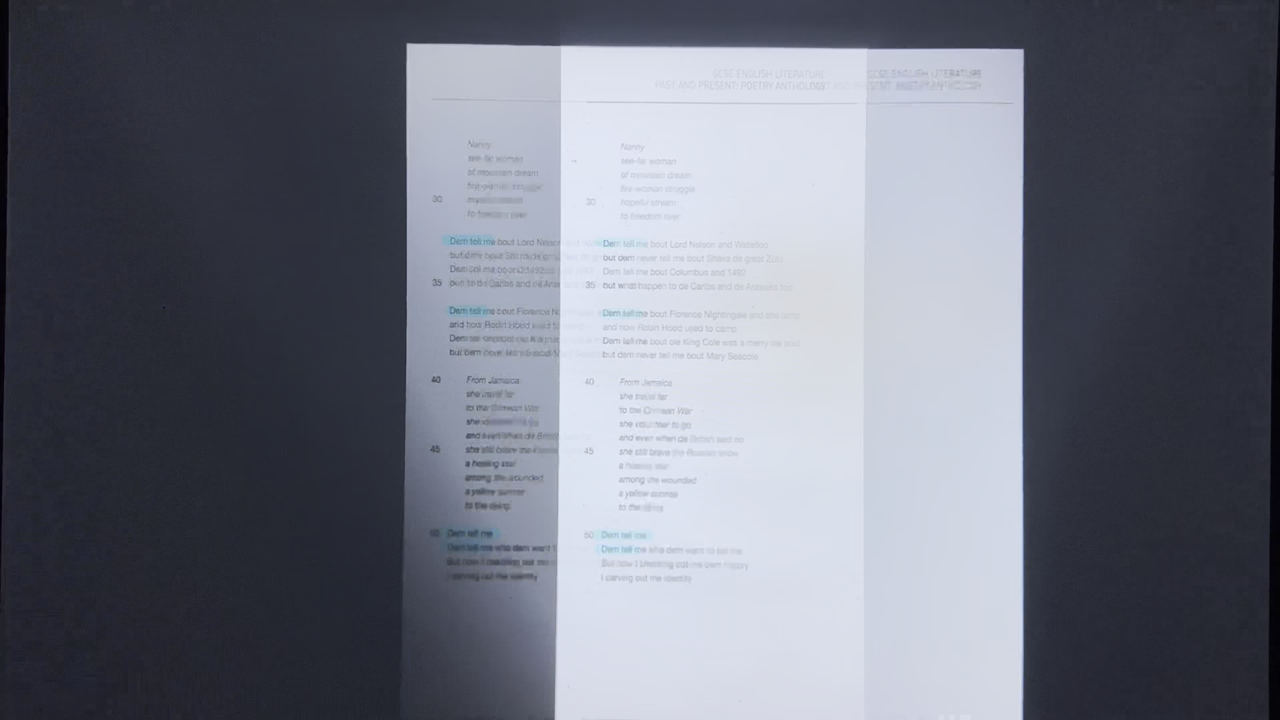 GCSE ENGLISH LITERATURE
PAST AND PRESENT: POETRY ANTHOLOGY
Nanny
see-far woman
of mountain dream
fire-woman struggle
30 hopeful stream
to freedom river
Dem tell me bout Lord Nelson and Waterloo
but dem never tell me bout Shaka de great Zulu
Dem tell me bout Columbus and 1492
35 but what happen to de Caribs and de Arawaks too
Dem tell me bout Florence Nightingale and she lamp
and how Robin Hood used to camp
Dem tell me bout ole King Cole was a merry ole soul
but dem never tell me bout Mary Seacole
40 From Jamaica
she travel far
to the Crimean War
she volunteer to go
and even when de British said no
45 she still brave the Russian snow
a healing star
among the wounded
a yellow sunrise
to the dying
50 Dem tell me
Dem tell me wha dem want to tell me
But now I checking out me own history
I carving out me identity